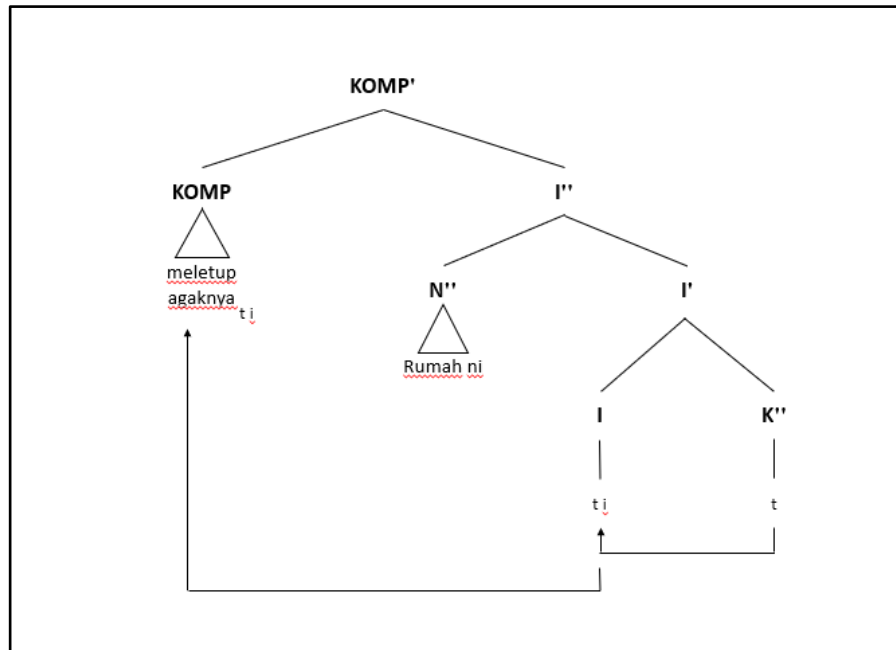 KOMP'
KOMP I''
meletup
agaknya t i
N'' I'
Rumah ni
I K''
t i t